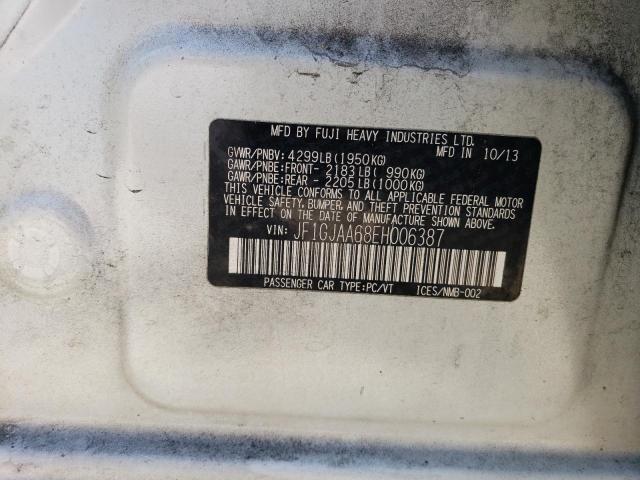 MFD BY FUJI HEAVY INDUSTRIES LTD.
GVWR/PNBV: 4299LB(1950KG) MFD IN 10/13
GAWR/PNBE:FRONT- 2183LB( 990KG)
GAWR/PNBE:REAR - 2205LB(1000KG)
THIS VEHICLE CONFORMS TO ALL APPLICABLE FEDERAL MOTOR
VEHICLE SAFETY, BUMPER, AND THEFT PREVENTION STANDARDS
IN EFFECT ON THE DATE OF MANUFACTURE SHOWN ABOVE.
VIN: JF1GJAA68EH006387
PASSENGER CAR TYPE:PC/VT ICES/NMB-002